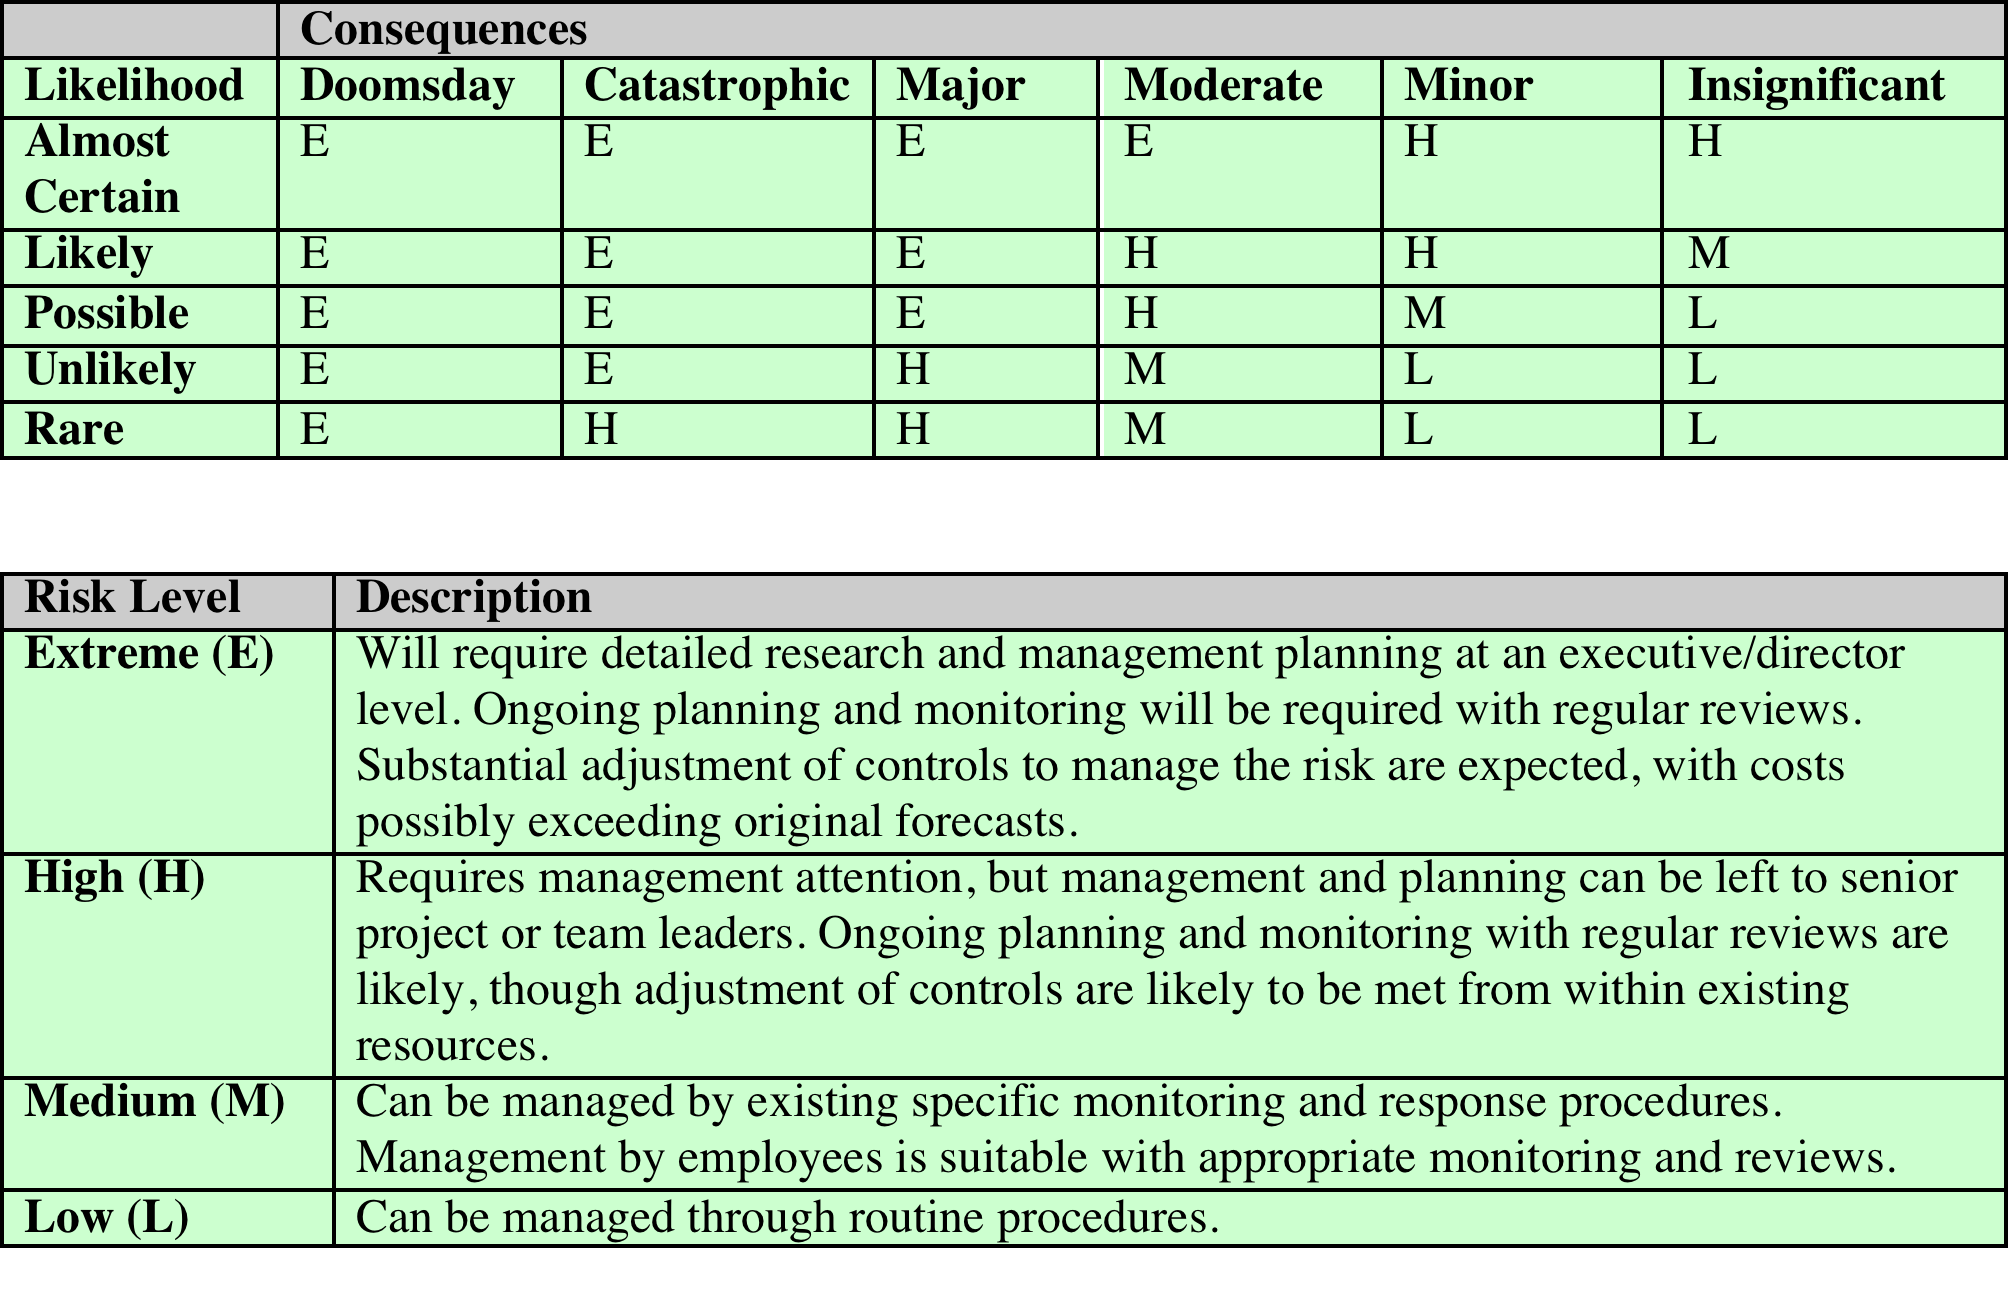 Consequences
Likelihood Doomsday Catastrophic Major Moderate Minor Insignificant
Almost E E E E H H
Certain
Likely E E E H H M
Possible E E E H M L
Unlikely E E H M L L
Rare E H H M L L
Risk Level Description
Extreme (E) Will require detailed research and management planning at an executive/director
level. Ongoing planning and monitoring will be required with regular reviews.
Substantial adjustment of controls to manage the risk are expected, with costs
possibly exceeding original forecasts.
High (H) Requires management attention, but management and planning can be left to senior
project or team leaders. Ongoing planning and monitoring with regular reviews are
likely, though adjustment of controls are likely to be met from within existing
resources.
Medium (M) Can be managed by existing specific monitoring and response procedures.
Management by employees is suitable with appropriate monitoring and reviews.
Low (L) Can be managed through routine procedures.